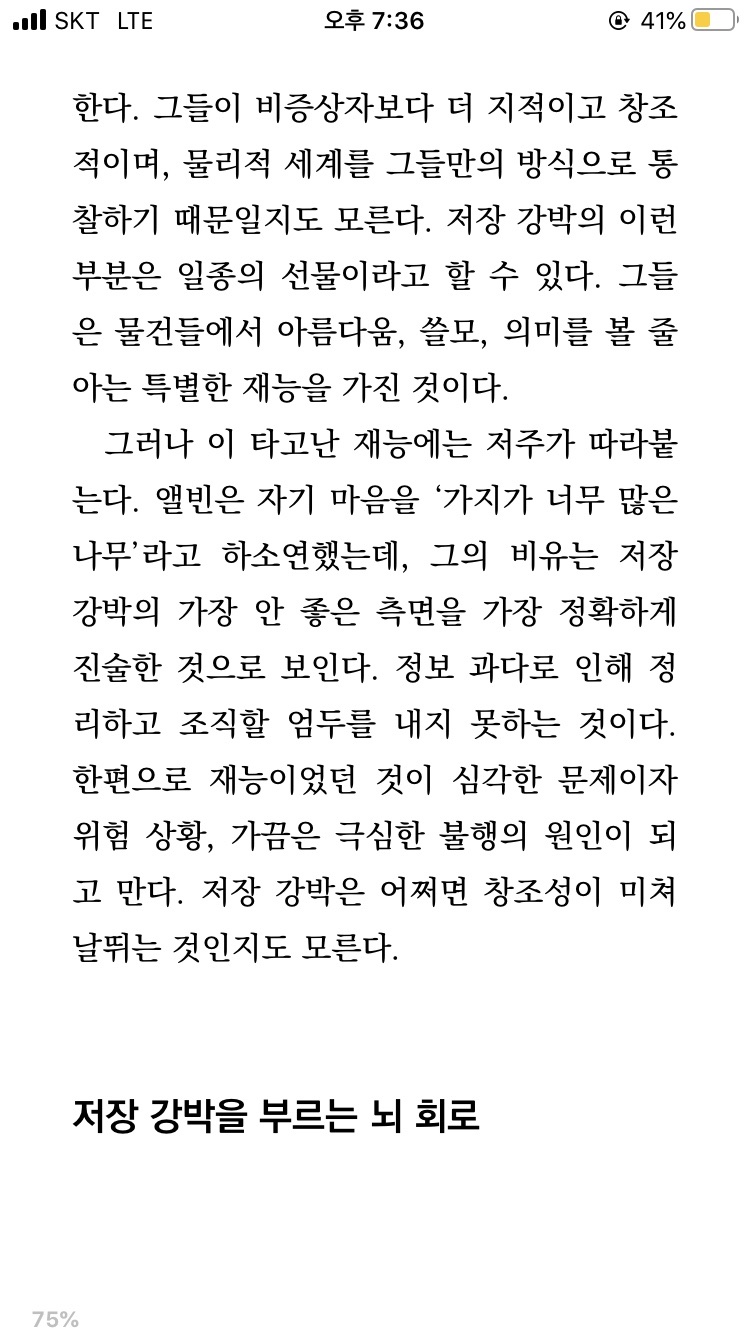 SKT LTE 오후 7:36 41%
한다. 그들이 비증상자보다 더 지적이고 창조
적이며, 물리적 세계를 그들만의 방식으로 통
찰하기 때문일지도 모른다. 저장 강박의 이런
부분은 일종의 선물이라고 할 수 있다. 그들
은 물건들에서 아름다움, 쓸모, 의미를 볼 줄
아는 특별한 재능을 가진 것이다.
그러나 이 타고난 재능에는 저주가 따라붙
는다. 앨빈은 자기 마음을 ‘가지가 너무 많은
나무’라고 하소연했는데, 그의 비유는 저장
강박의 가장 안 좋은 측면을 가장 정확하게
진술한 것으로 보인다. 정보 과다로 인해 정
리하고 조직할 엄두를 내지 못하는 것이다.
한편으로 재능이었던 것이 심각한 문제이자
위험 상황, 가끔은 극심한 불행의 원인이 되
고 만다. 저장 강박은 어쩌면 창조성이 미쳐
날뛰는 것인지도 모른다.
저장 강박을 부르는 뇌 회로
75%